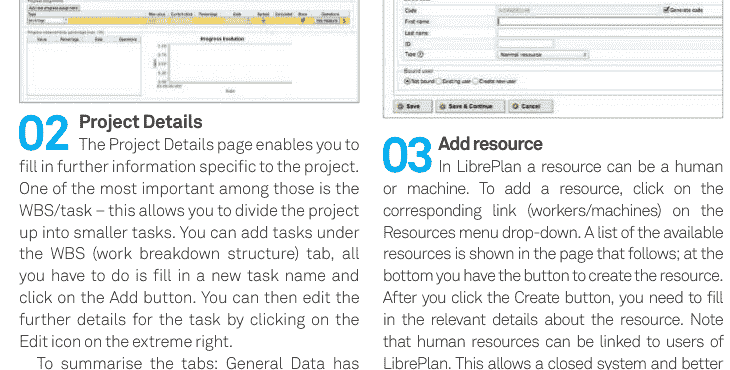 Progress Evolution
Code
Generate code
First name
Last name
ID
Type
Normal resource
Bound user
Not bound Existing user Create new user
Save Save & Continue Cancel
02 Project Details
The Project Details page enables you to
fill in further information specific to the project.
One of the most important among those is the
WBS/task – this allows you to divide the project
up into smaller tasks. You can add tasks under
the WBS (work breakdown structure) tab, all
you have to do is fill in a new task name and
click on the Add button. You can then edit the
further details for the task by clicking on the
Edit icon on the extreme right.
To summarise the tabs: General Data has
03 Add resource
In LibrePlan a resource can be a human
or machine. To add a resource, click on the
corresponding link (workers/machines) on the
Resources menu drop-down. A list of the available
resources is shown in the page that follows; at the
bottom you have the button to create the resource.
After you click the Create button, you need to fill
in the relevant details about the resource. Note
that human resources can be linked to users of
LibrePlan. This allows a closed system and better